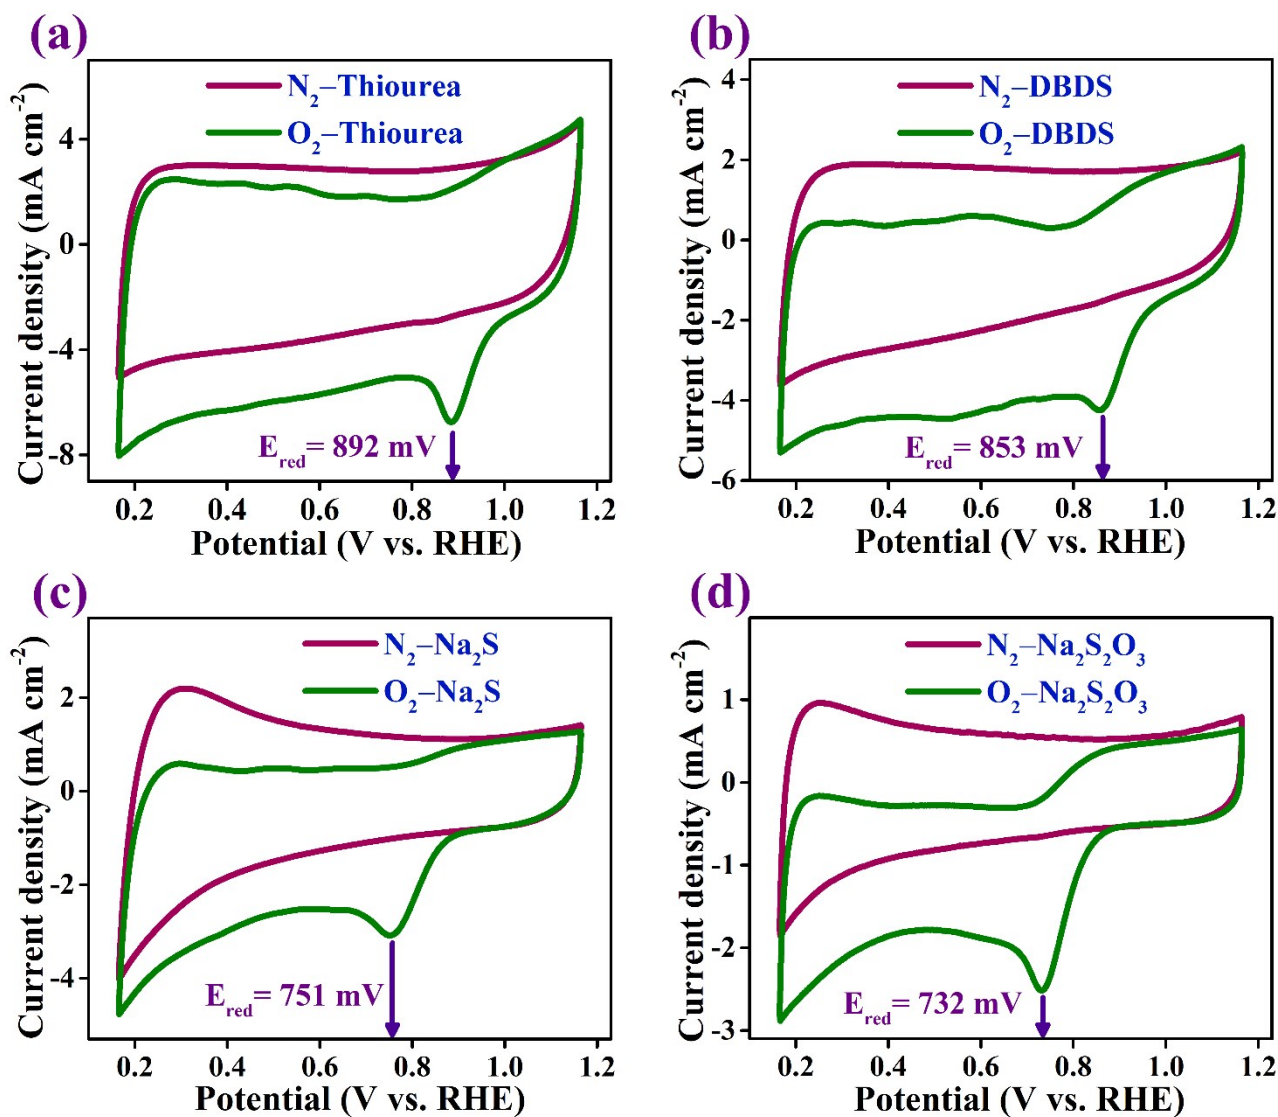 (a)
N2–Thiourea
O2–Thiourea
Current density (mA cm-2)
4
0
-4
-8
Ered= 892 mV
0.2 0.4 0.6 0.8 1.0 1.2
Potential (V vs. RHE)
(b)
N2–DBDS
O2–DBDS
Current density (mA cm-2)
4
2
0
-2
-4
-6
Ered= 853 mV
0.2 0.4 0.6 0.8 1.0 1.2
Potential (V vs. RHE)
(c)
N2–Na2S
O2–Na2S
Current density (mA cm-2)
2
0
-2
-4
Ered= 751 mV
0.2 0.4 0.6 0.8 1.0 1.2
Potential (V vs. RHE)
(d)
N2–Na2S2O3
O2–Na2S2O3
Current density (mA cm-2)
1
0
-1
-2
-3
Ered= 732 mV
0.2 0.4 0.6 0.8 1.0 1.2
Potential (V vs. RHE)